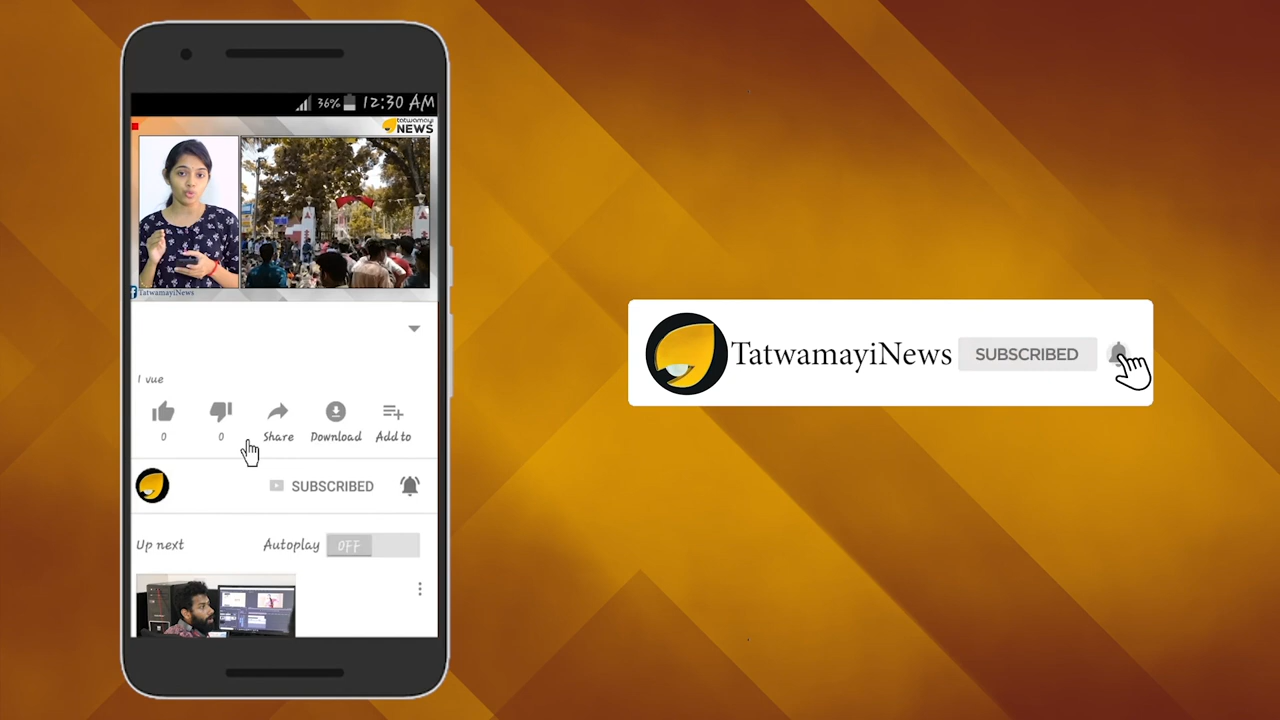 36% 12:30 AM
tatwamayi
NEWS
TatwamayiNews
1 vue
0 0 Share Download Add to
SUBSCRIBED
Up next Autoplay OFF
TatwamayiNews SUBSCRIBED